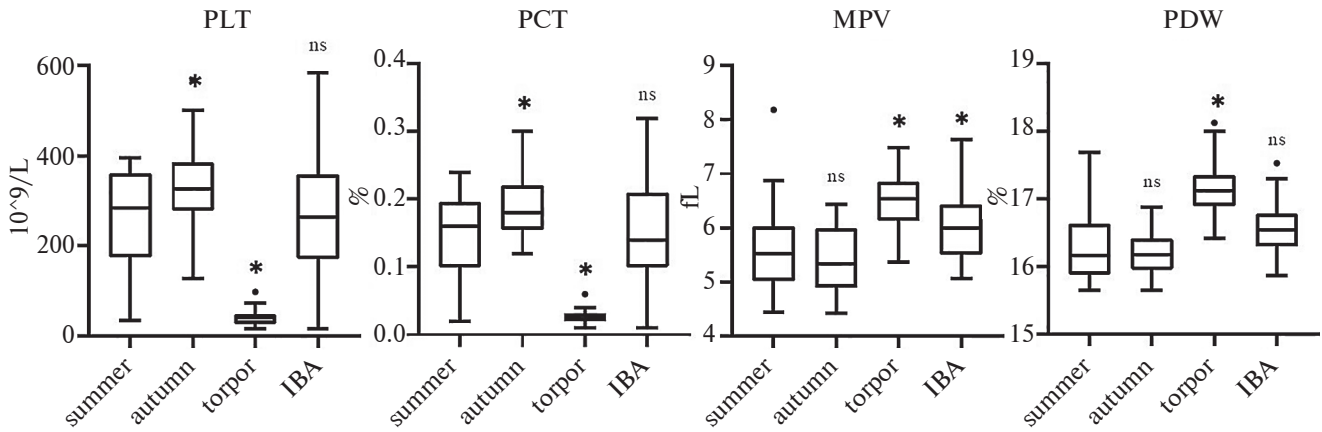 PLT
PCT
MPV
PDW
10^9/L
600
400
200
0
*
*
ns
summer
autumn
torpor
IBA
%
0.4
0.3
0.2
0.1
0.0
*
*
ns
summer
autumn
torpor
IBA
fL
9
8
7
6
5
4
ns
*
*
summer
autumn
torpor
IBA
%
19
18
17
16
15
ns
*
ns
summer
autumn
torpor
IBA